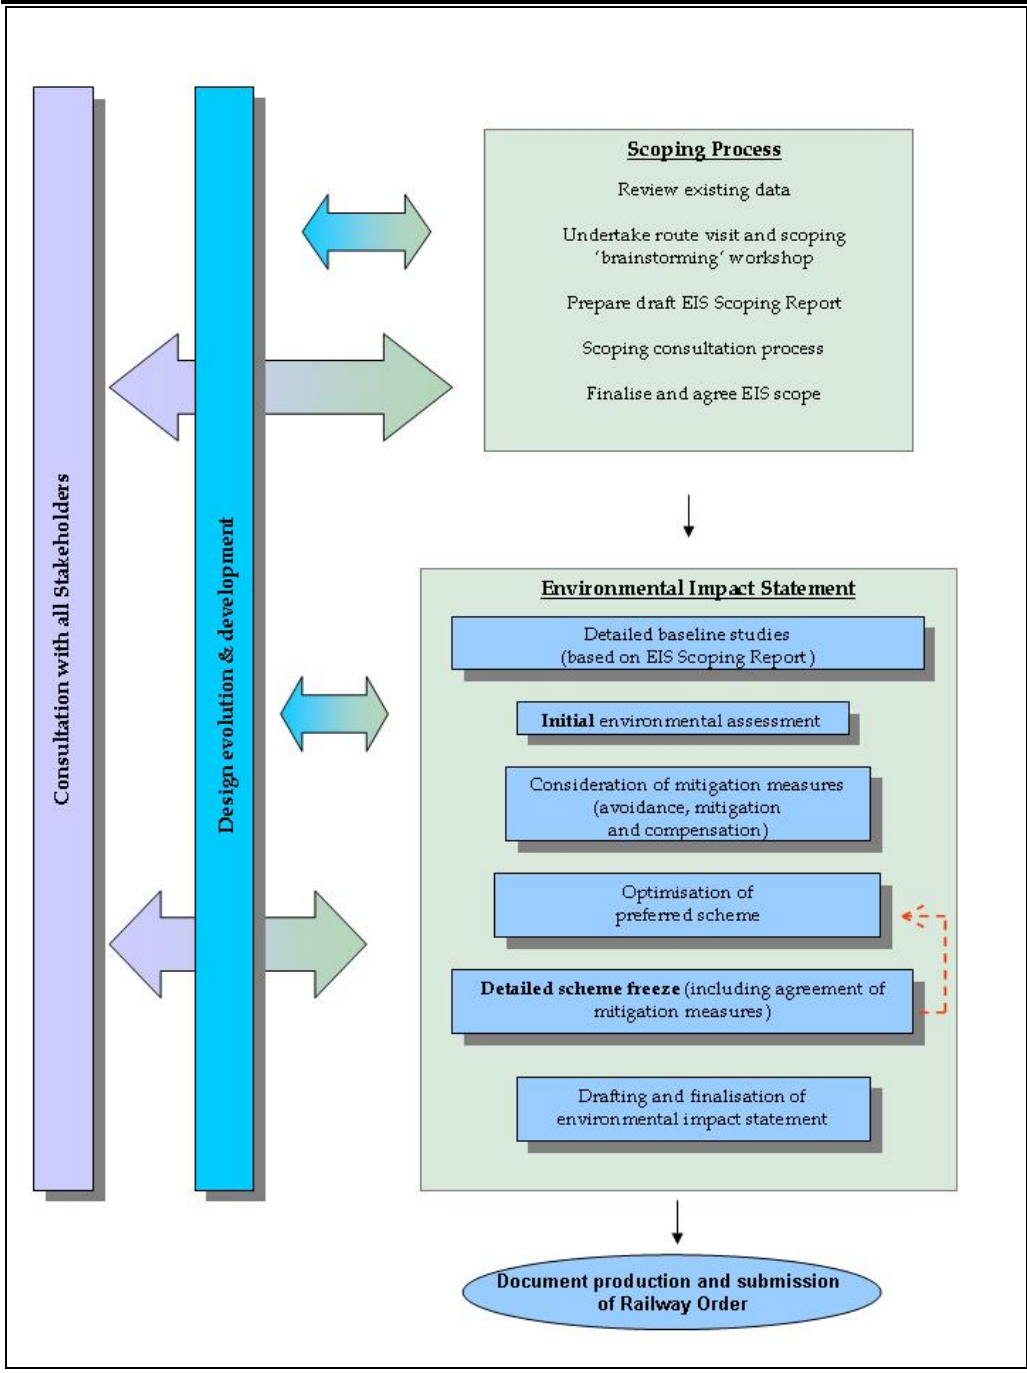 Consultation with all Stakeholders
Design evolution & development
Scoping Process
Review existing data
Undertake route visit and scoping
‘brainstorming’ workshop
Prepare draft EIS Scoping Report
Scoping consultation process
Finalise and agree EIS scope
Environmental Impact Statement
Detailed baseline studies
(based on EIS Scoping Report)
Initial environmental assessment
Consideration of mitigation measures
(avoidance, mitigation
and compensation)
Optimisation of
preferred scheme
Detailed scheme freeze (including agreement of
mitigation measures)
Drafting and finalisation of
environmental impact statement
Document production and submission
of Railway Order